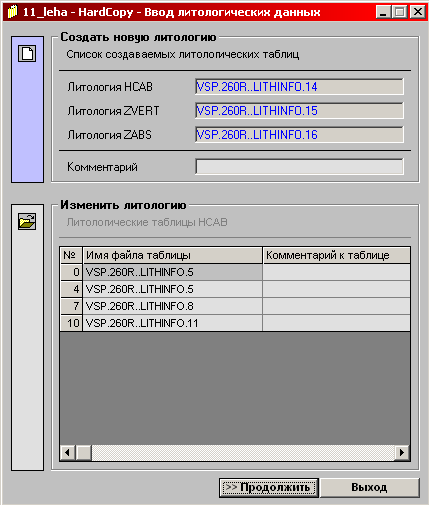 11_leha - HardCopy - Ввод литологических данных
Создать новую литологию
Список создаваемых литологических таблиц
Литология HCAB VSP.260R..LITHINFO.14
Литология ZVERT VSP.260R..LITHINFO.15
Литология ZABS VSP.260R..LITHINFO.16
Комментарий
Изменить литологию
Литологические таблицы HCAB
№ Имя файла таблицы Комментарий к таблице
0 VSP.260R..LITHINFO.5
4 VSP.260R..LITHINFO.5
7 VSP.260R..LITHINFO.8
10 VSP.260R..LITHINFO.11
>> Продолжить Выход